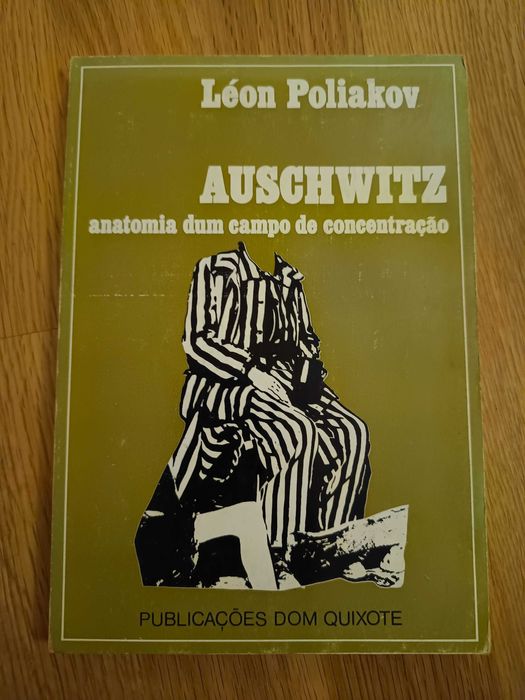 Léon Poliakov
AUSCHWITZ
anatomia dum campo de concentração
PUBLICAÇÕES DOM QUIXOTE